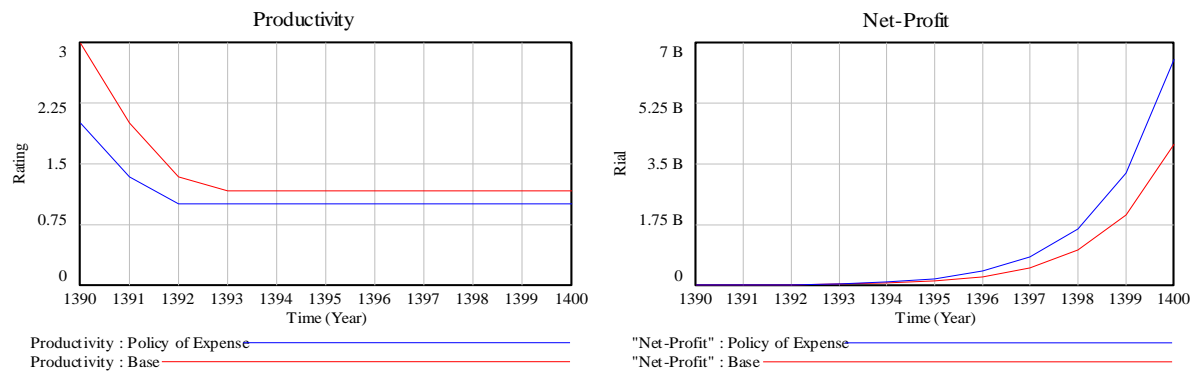 Productivity
3
2.25
1.5
0.75
0
Rating
1390 1391 1392 1393 1394 1395 1396 1397 1398 1399 1400
Time (Year)
Productivity : Policy of Expense
Productivity : Base
Net-Profit
7 B
5.25 B
3.5 B
1.75 B
0
Rial
1390 1391 1392 1393 1394 1395 1396 1397 1398 1399 1400
Time (Year)
"Net-Profit" : Policy of Expense
"Net-Profit" : Base